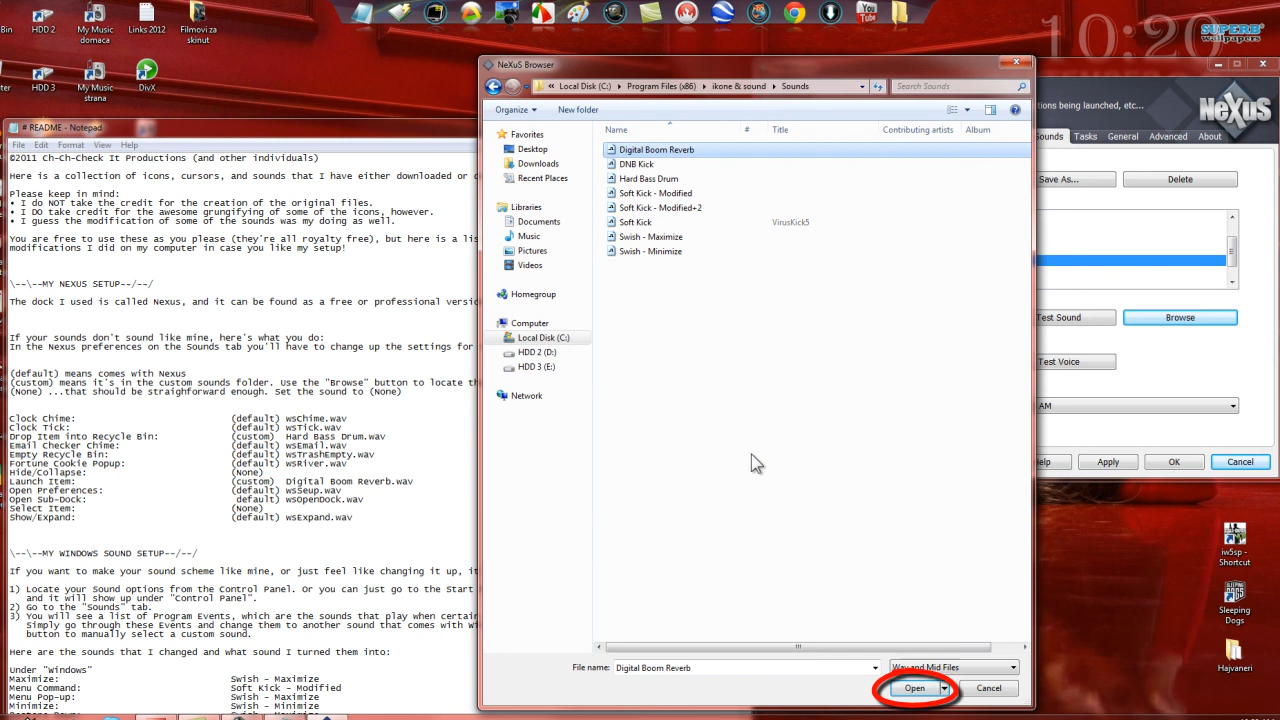 Bin
HDD 2
My Music
domaca
Links 2012
Filmovi za
skinut
HDD 3
My Music
strana
DivX
You
Tube
10:20
SUPERB
wallpapers
# README - Notepad
File Edit Format View Help
©2011 Ch-Ch-Check It Productions (and other individuals)
Here is a collection of icons, cursors, and sounds that I have either downloaded or
Please keep in mind:
• I do NOT take the credit for the creation of the original files.
• I DO take credit for the awesome grungifying of some of the icons, however.
• I guess the modification of some of the sounds was my doing as well.
You are free to use these as you please (they're all royalty free), but here is a
modifications I did on my computer in case you like my setup!
\--\--MY NEXUS SETUP--/--/
The dock I used is called Nexus, and it can be found as a free or professional
If your sounds don't sound like mine, here's what you do:
In the Nexus preferences on the Sounds tab you'll have to change up the settings for
(default) means comes with Nexus
(custom) means it's in the custom sounds folder. Use the "Browse" button to locate
(None) ...that should be straighforward enough. Set the sound to (None)
Clock Chime: (default) wsChime.wav
Clock Tick: (default) wsTick.wav
Drop Item into Recycle Bin: (custom) Hard Bass Drum.wav
Email Checker Chime: (default) wsEmail.wav
Empty Recycle Bin: (default) wsTrashEmpty.wav
Fortune Cookie Popup: (default) wsRiver.wav
Hide/Collapse: (None)
Launch Item: (custom) Digital Boom Reverb.wav
Open Preferences: (default) wsSeup.wav
Open Sub-Dock: default) wsOpenDock.wav
Select Item: (None)
Show/Expand: (default) wsExpand.wav
\--\--MY WINDOWS SOUND SETUP--/--/
If you want to make your sound scheme like mine, or just feel like changing it up,
1) Locate your Sound options from the Control Panel. Or you can just go to the Start
and it will show up under "Control Panel".
2) Go to the "Sounds" tab.
3) You will see a list of Program Events, which are the sounds that play when
Simply go through these Events and change them to another sound that comes with
button to manually select a custom sound.
Here are the sounds that I changed and what sound I turned them into:
Under "Windows"
Maximize: Swish - Maximize
Menu Command: Soft Kick - Modified
Menu Pop-up: Swish - Maximize
Minimize: Swish - Minimize
NeXuS Browser
« Local Disk (C:) Program Files (x86) ikone & sound Sounds
Search Sounds
Organize New folder
Favorites
Desktop
Downloads
Recent Places
Libraries
Documents
Music
Pictures
Videos
Homegroup
Computer
Local Disk (C:)
HDD 2 (D:)
HDD 3 (E:)
Network
Name # Title Contributing artists Album
Digital Boom Reverb
DNB Kick
Hard Bass Drum
Soft Kick - Modified
Soft Kick - Modified+2
Soft Kick VirusKick5
Swish - Maximize
Swish - Minimize
File name: Digital Boom Reverb
Wav and Mid Files
Open Cancel
tions being launched, etc...
NeXuS
Sounds Tasks General Advanced About
Save As... Delete
Test Sound Browse
Test Voice
AM
Help Apply OK Cancel
iw5sp -
Shortcut
SLEEPING
DOGS
Sleeping
Dogs
Hajvaneri